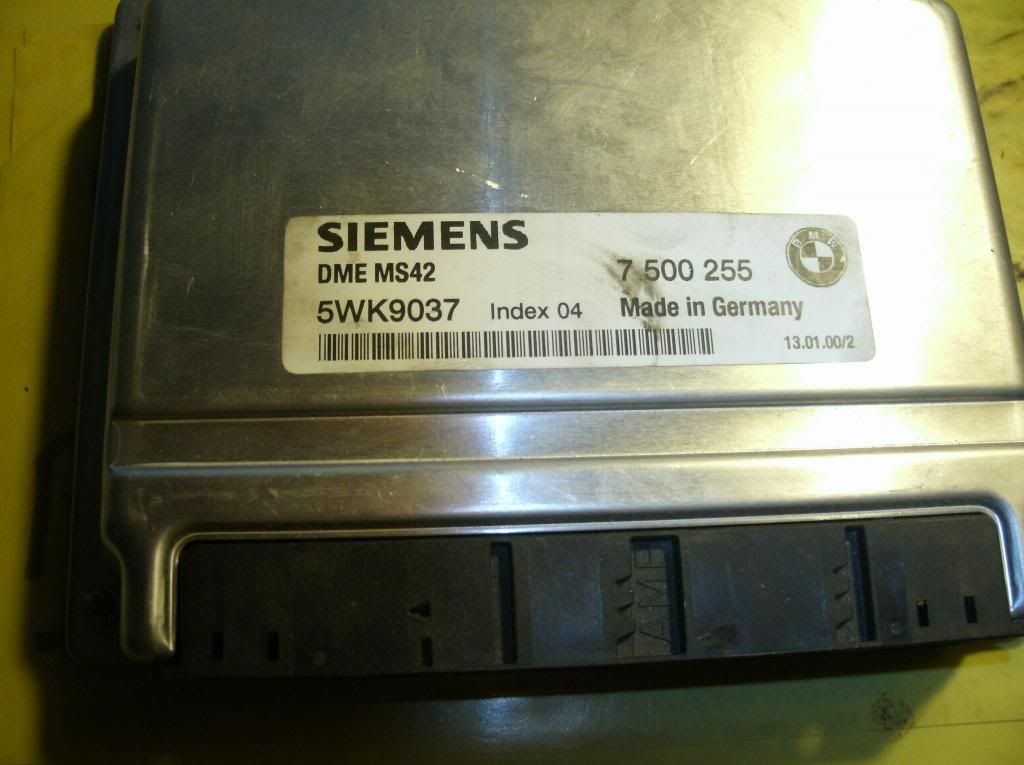 SIEMENS
DME MS42 7 500 255
BMW
5WK9037 Index 04 Made in Germany
13.01.00/2
AMP